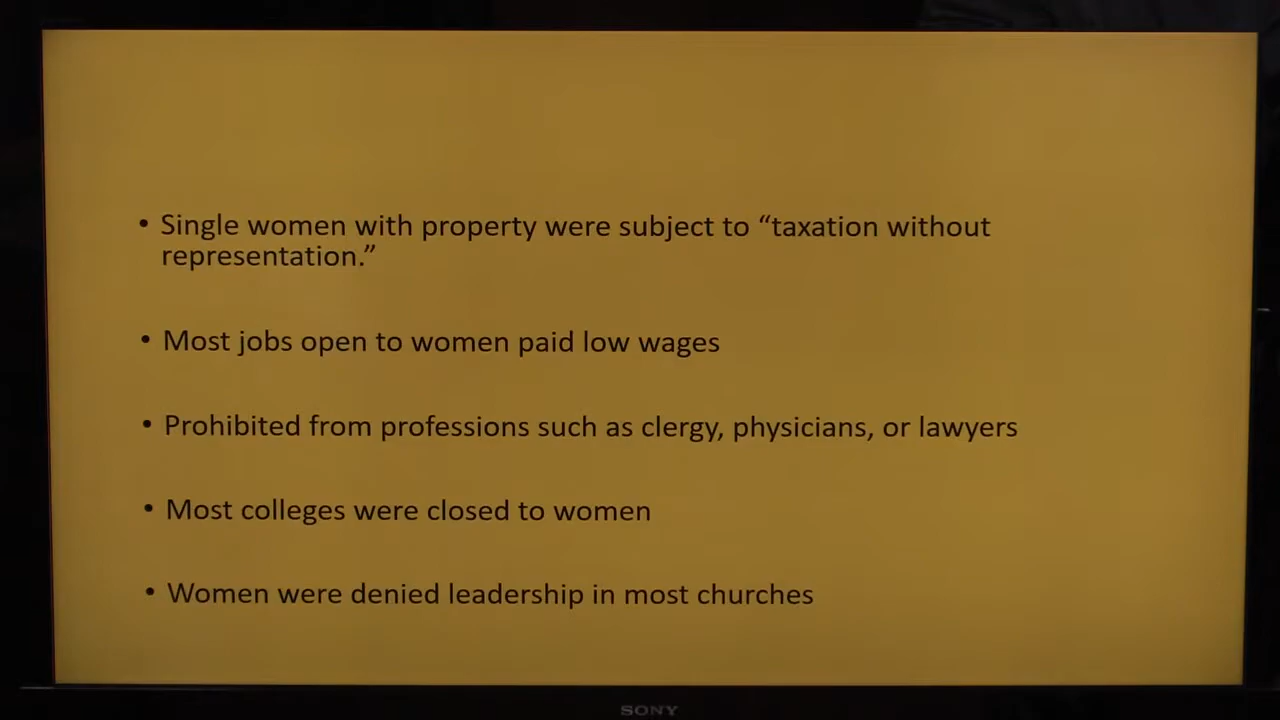 • Single women with property were subject to “taxation without
representation.”
• Most jobs open to women paid low wages
• Prohibited from professions such as clergy, physicians, or lawyers
• Most colleges were closed to women
• Women were denied leadership in most churches
SONY